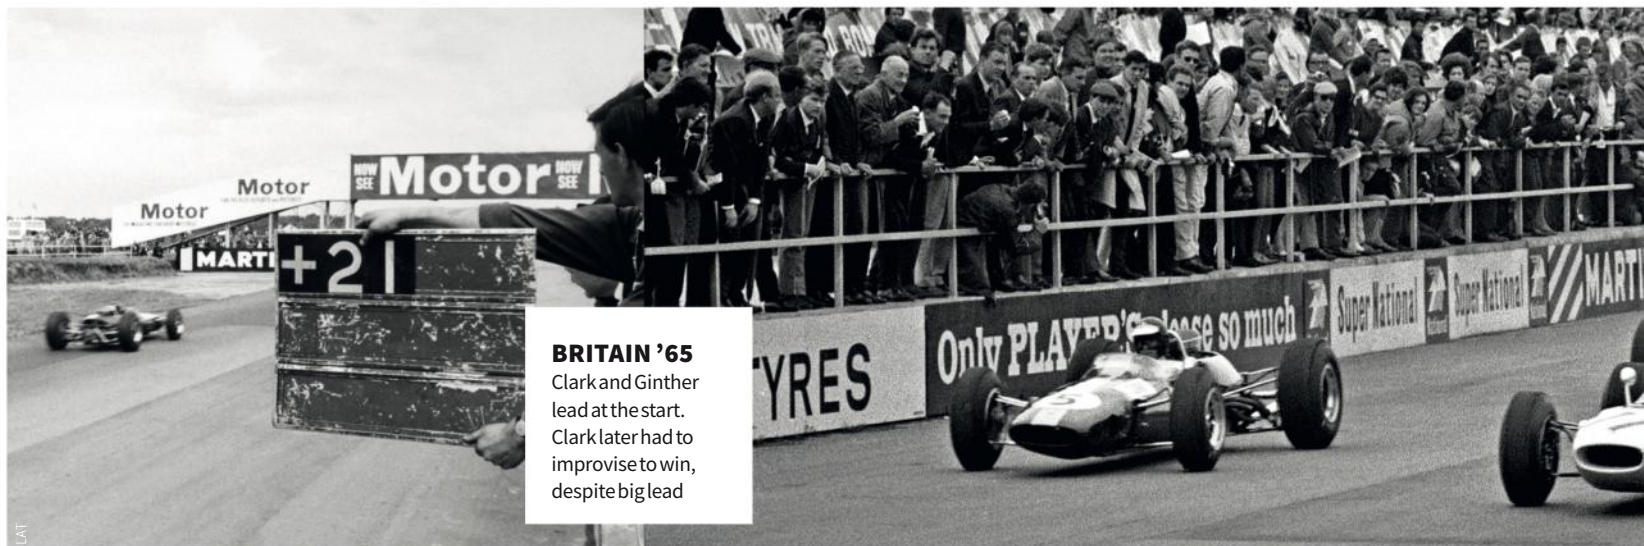 Motor
Motor
NOW
SEE
Motor
NOW
SEE
MARTI
+21
BRITAIN ’65
Clark and Ginther
lead at the start.
Clark later had to
improvise to win,
despite big lead
TYRES
Only PLAYER'S please so much
Super National
Super National
MARTI
5
LAT